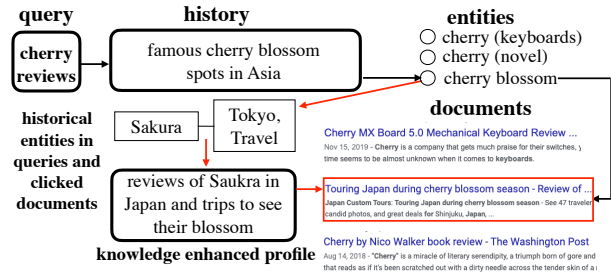 query
history
entities
cherry
reviews
famous cherry blossom
spots in Asia
cherry (keyboards)
cherry (novel)
cherry blossom
historical
entities in
queries and
clicked
documents
Sakura
Tokyo,
Travel
reviews of Saukra in
Japan and trips to see
their blossom
knowledge enhanced profile
documents
Cherry MX Board 5.0 Mechanical Keyboard Review ...
Nov 15, 2019 - Cherry is a company that gets much praise for their switches,
time seems to be almost unknown when it comes to keyboards.
Touring Japan during cherry blossom season - Review of ...
Japan Custom Tours: Touring Japan during cherry blossom season - See 47 traveler
candid photos, and great deals for Shinjuku, Japan, ...
Cherry by Nico Walker book review - The Washington Post
Aug 14, 2018 - "Cherry" is a miracle of literary serendipity, a triumph born of gore and
that reads as if it's been scratched out with a dirty needle across the tender skin of a